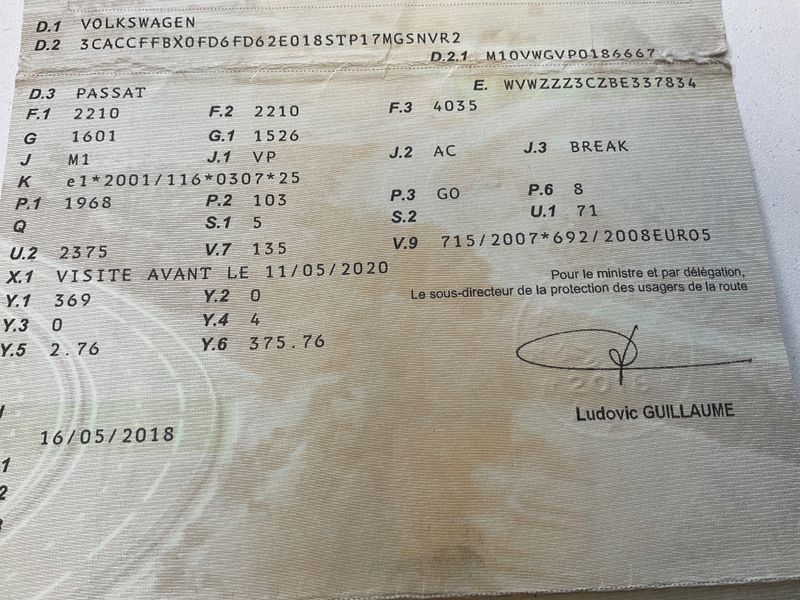 D.1 VOLKSWAGEN
D.2 3CACCFFBX0FD6FD62E018STP17MGSNVR2
D.2.1 M10VWGVP0186667
D.3 PASSAT E. WVWZZZ3CZBE337834
F.1 2210 F.2 2210 F.3 4035
G 1601 G.1 1526
J M1 J.1 VP J.2 AC J.3 BREAK
K e1*2001/116*0307*25
P.1 1968 P.2 103 P.3 GO P.6 8
Q S.1 5 S.2 U.1 71
U.2 2375 V.7 135 V.9 715/2007*692/2008EURO5
X.1 VISITE AVANT LE 11/05/2020
Pour le ministre et par délégation,
Y.1 369 Y.2 0 Le sous-directeur de la protection des usagers de la route
Y.3 0 Y.4 4
Y.5 2.76 Y.6 375.76
Ludovic GUILLAUME
16/05/2018
1
2